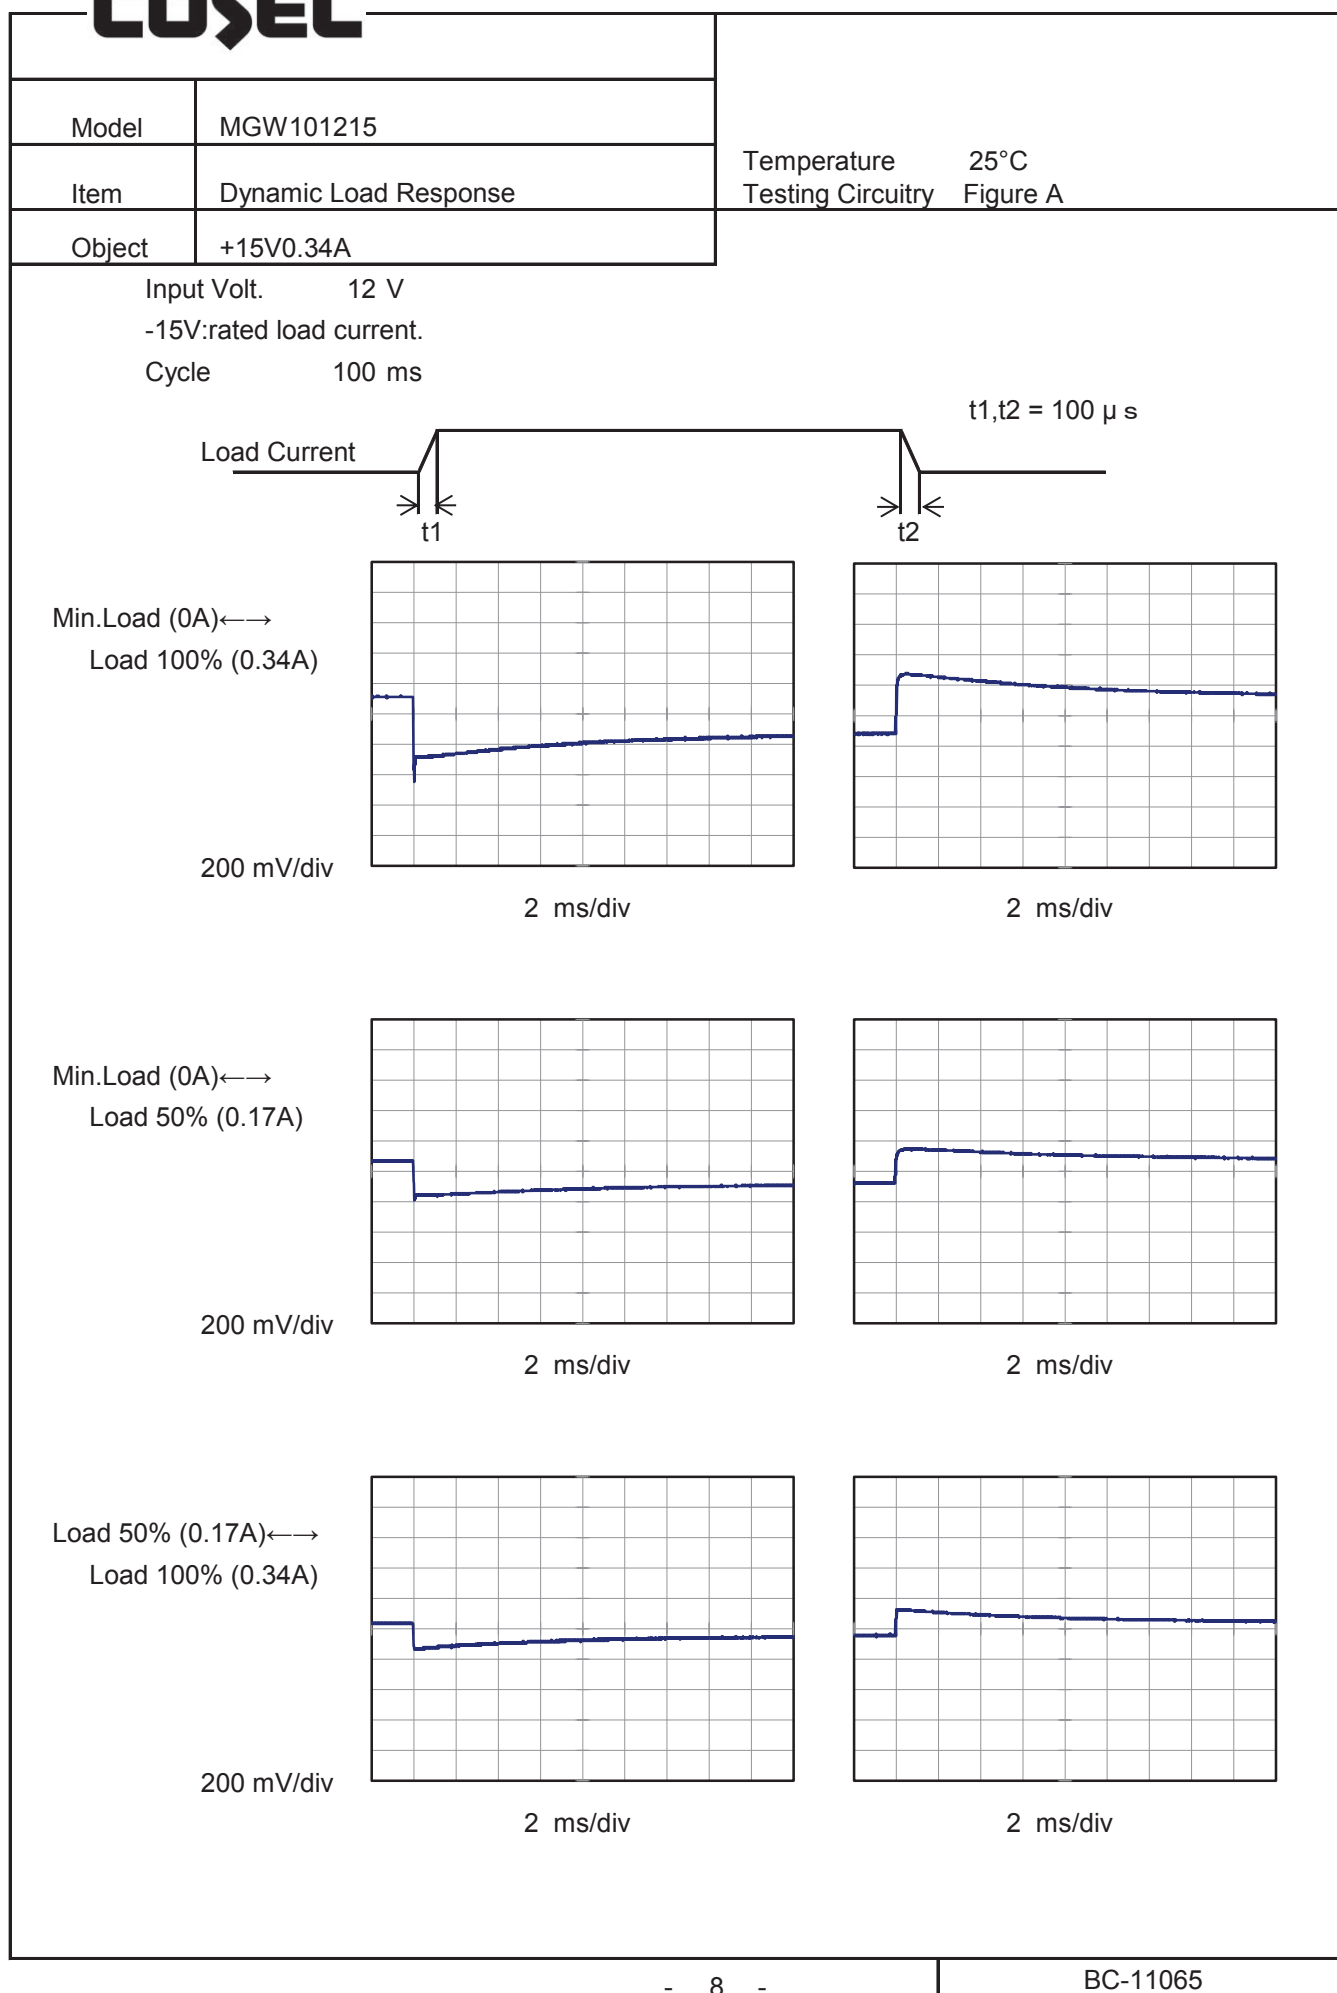 COSEL
Model MGW101215
Item Dynamic Load Response
Object +15V0.34A
Temperature 25°C
Testing Circuitry Figure A
Input Volt. 12 V
-15V:rated load current.
Cycle 100 ms
t1,t2 = 100 μ s
Load Current
t1 t2
Min.Load (0A)←→
Load 100% (0.34A)
200 mV/div
2 ms/div 2 ms/div
Min.Load (0A)←→
Load 50% (0.17A)
200 mV/div
2 ms/div 2 ms/div
Load 50% (0.17A)←→
Load 100% (0.34A)
200 mV/div
2 ms/div 2 ms/div
- 8 - BC-11065